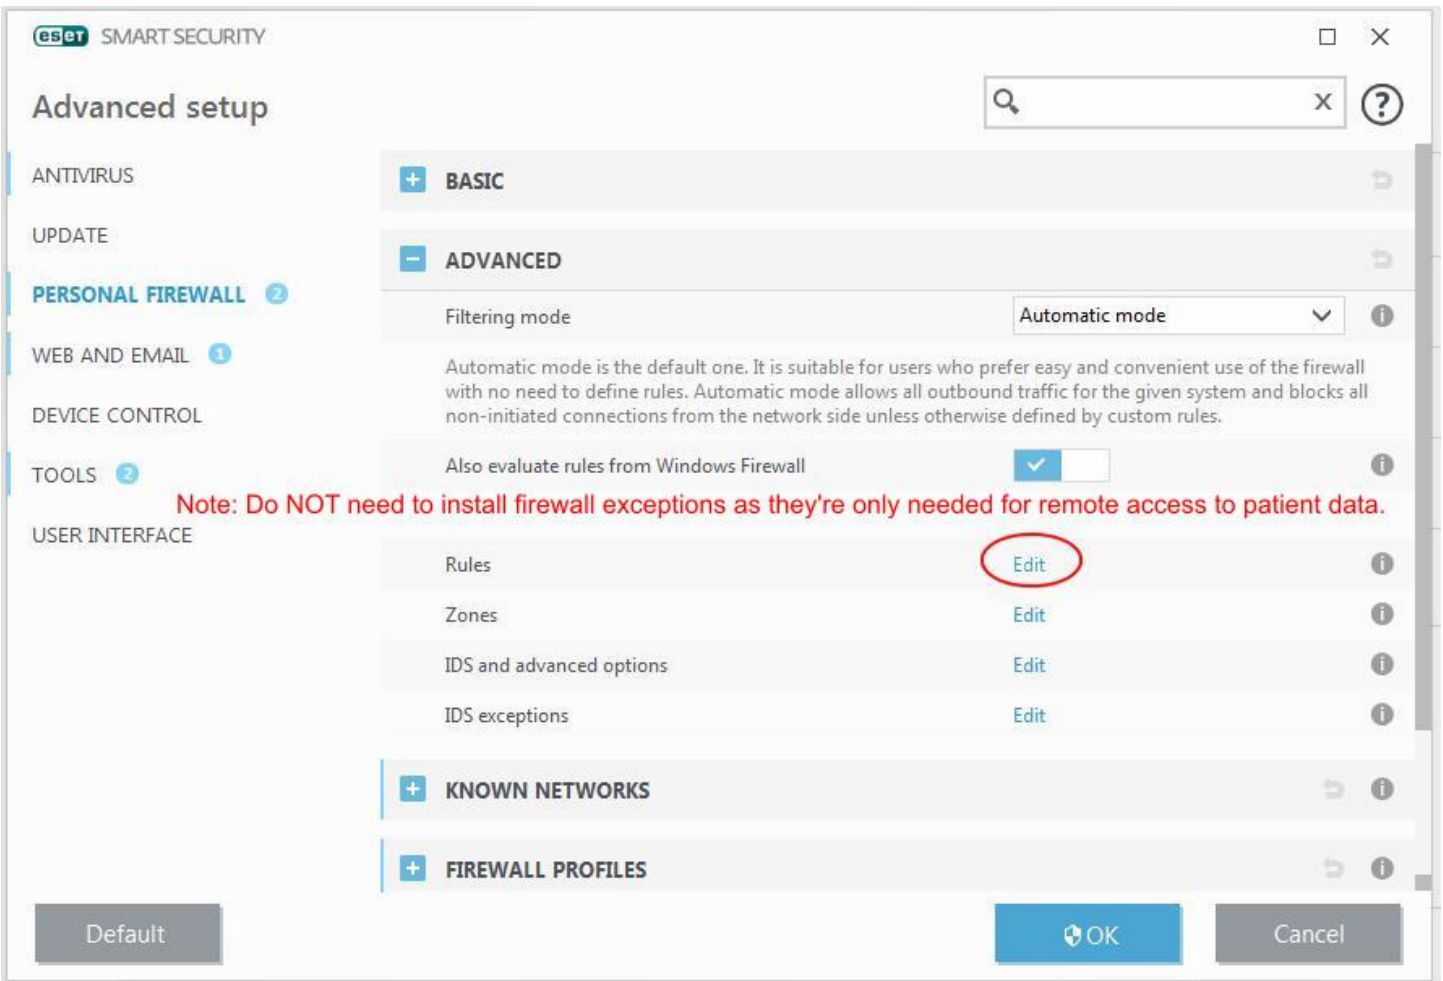 eset SMART SECURITY
Advanced setup
ANTIVIRUS
UPDATE
PERSONAL FIREWALL 2
WEB AND EMAIL 1
DEVICE CONTROL
TOOLS 2
USER INTERFACE
BASIC
ADVANCED
Filtering mode Automatic mode
Automatic mode is the default one. It is suitable for users who prefer easy and convenient use of the firewall
with no need to define rules. Automatic mode allows all outbound traffic for the given system and blocks all
non-initiated connections from the network side unless otherwise defined by custom rules.
Also evaluate rules from Windows Firewall
Note: Do NOT need to install firewall exceptions as they're only needed for remote access to patient data.
Rules Edit
Zones Edit
IDS and advanced options Edit
IDS exceptions Edit
KNOWN NETWORKS
FIREWALL PROFILES
Default OK Cancel